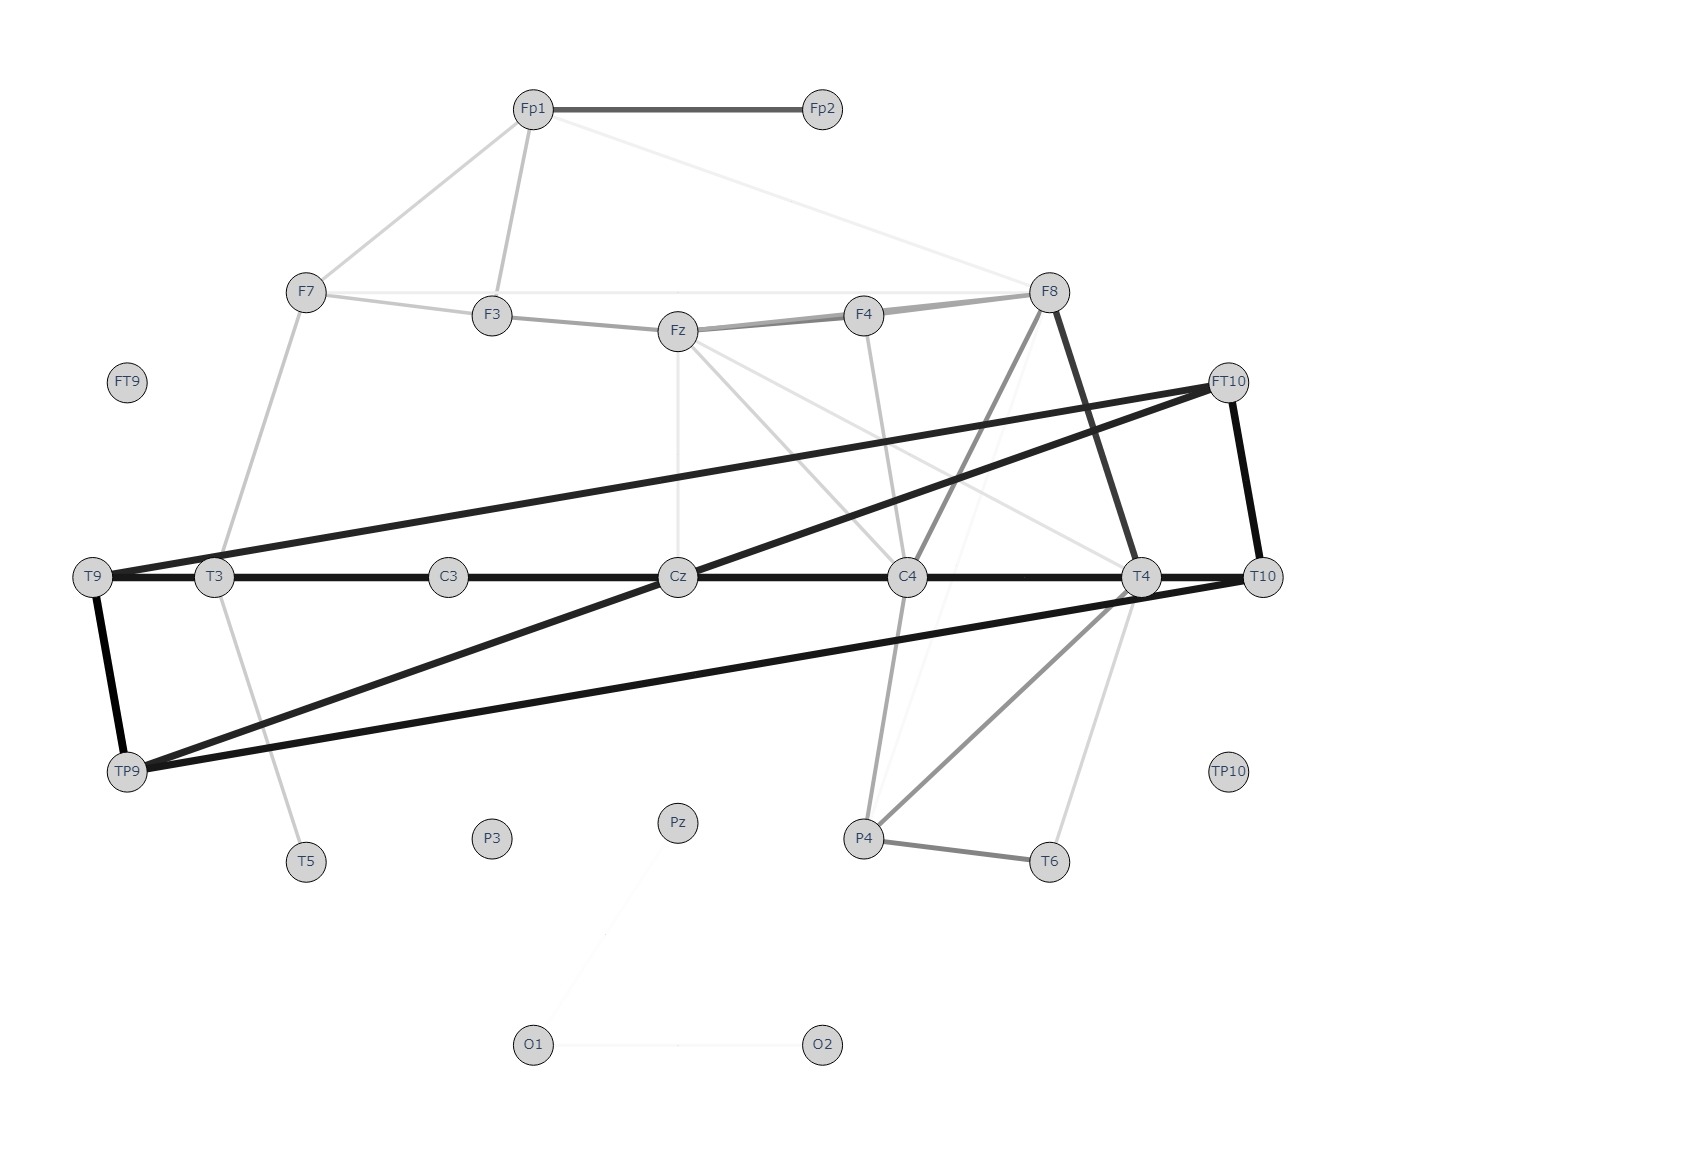 Fp1 Fp2
F7 F3 Fz F4 F8
FT9 FT10
T9 T3 C3 Cz C4 T4 T10
TP9 TP10
T5 P3 Pz P4 T6
O1 O2